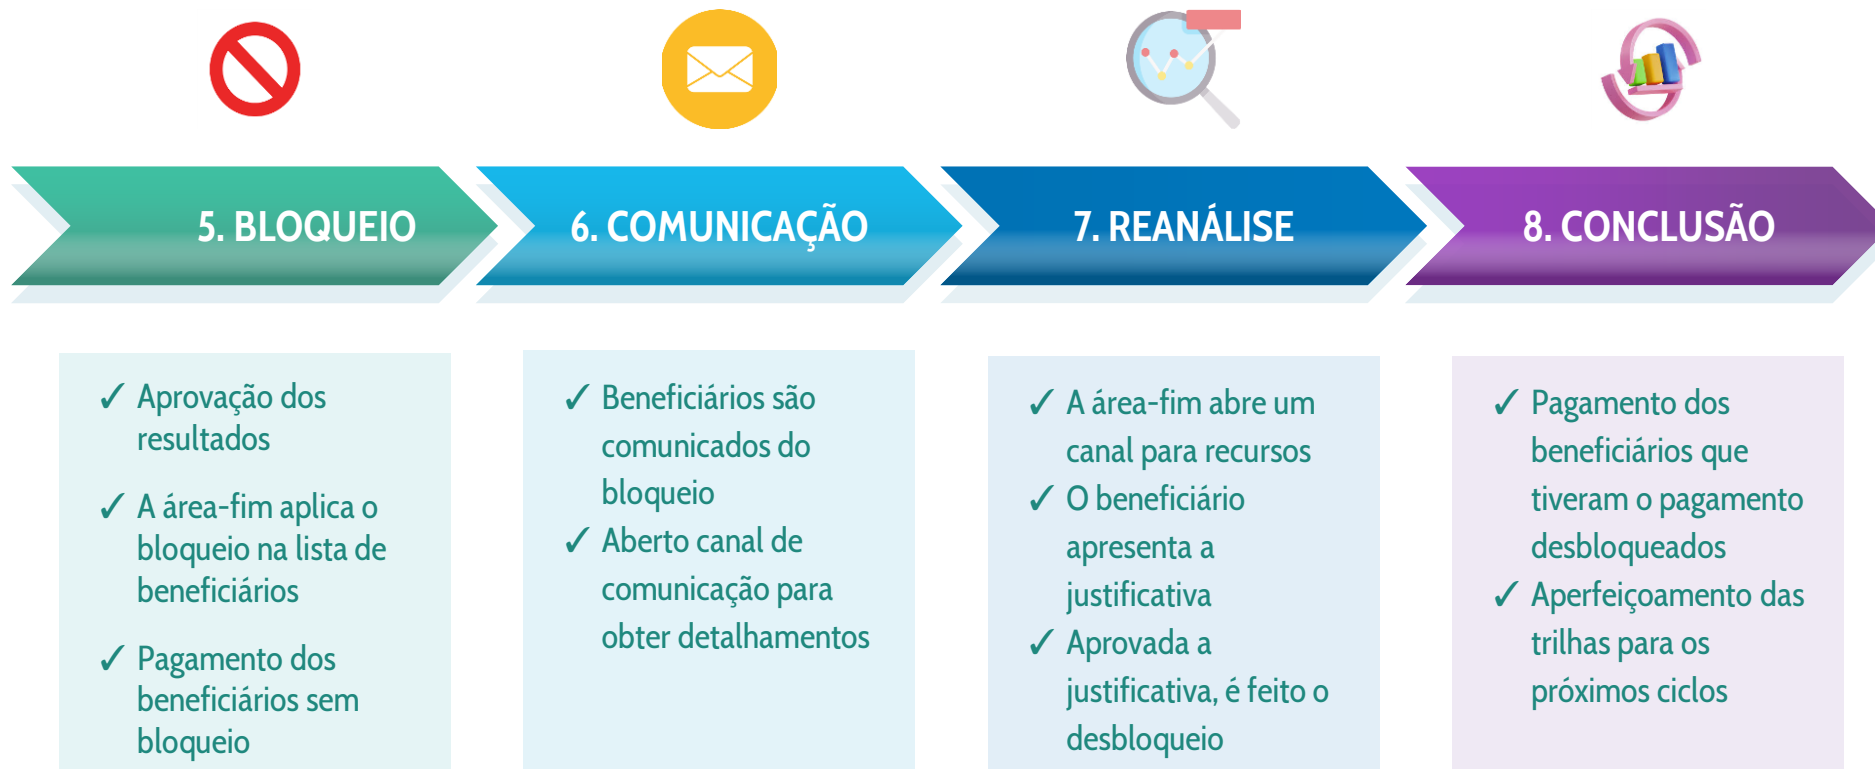 5. BLOQUEIO
6. COMUNICAÇÃO
7. REANÁLISE
8. CONCLUSÃO
✓ Aprovação dos
resultados
✓ A área-fim aplica o
bloqueio na lista de
beneficiários
✓ Pagamento dos
beneficiários sem
bloqueio
✓ Beneficiários são
comunicados do
bloqueio
✓ Aberto canal de
comunicação para
obter detalhamentos
✓ A área-fim abre um
canal para recursos
✓ O beneficiário
apresenta a
justificativa
✓ Aprovada a
justificativa, é feito o
desbloqueio
✓ Pagamento dos
beneficiários que
tiveram o pagamento
desbloqueados
✓ Aperfeiçoamento das
trilhas para os
próximos ciclos